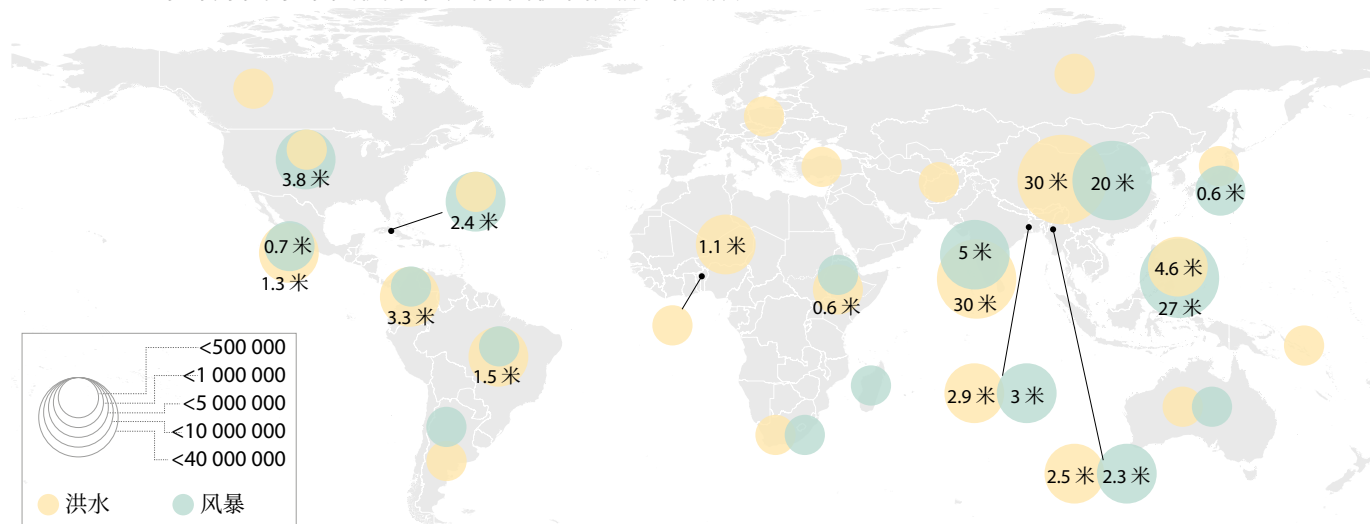 3.8 米
2.4 米
0.7 米
1.3 米
3.3 米
1.5 米
1.1 米
0.6 米
30 米
20 米
0.6 米
5 米
30 米
4.6 米
27 米
2.9 米
3 米
2.5 米
2.3 米
<500 000
<1 000 000
<5 000 000
<10 000 000
<40 000 000
洪水
风暴